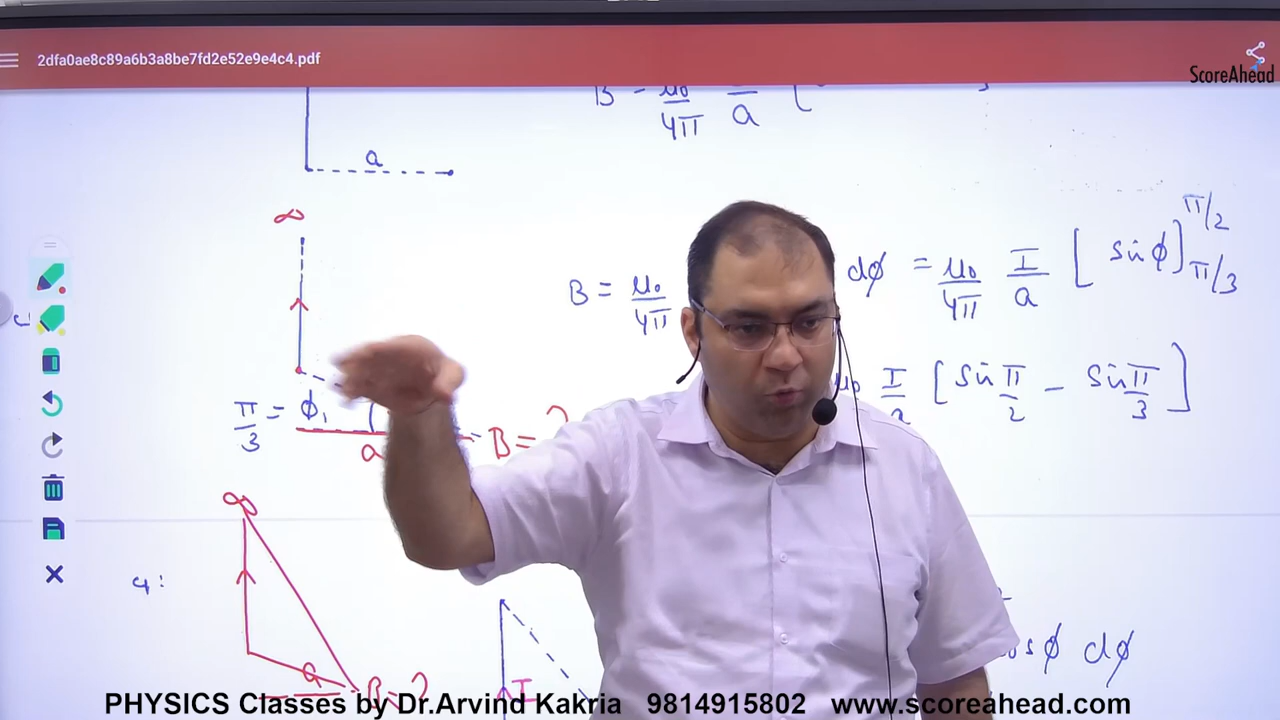 2dfa0ae8c89a6b3a8be7fd2e52e9e4c4.pdf
ScoreAhead
B = μ₀/4π I/a [
a
∞
B = μ₀/4π
dϕ = μ₀/4π I/a [ Sin ϕ ]π/2 π/3
μ₀ I/a [ Sin π/2 − Sin π/3 ]
π/3 = ϕ₁
a
B = ?
∞
4:
a
B = ?
I
cosϕ dϕ
PHYSICS Classes by Dr.Arvind Kakria 9814915802 www.scoreahead.com